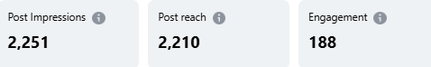 Post Impressions
2,251
Post reach
2,210
Engagement
188